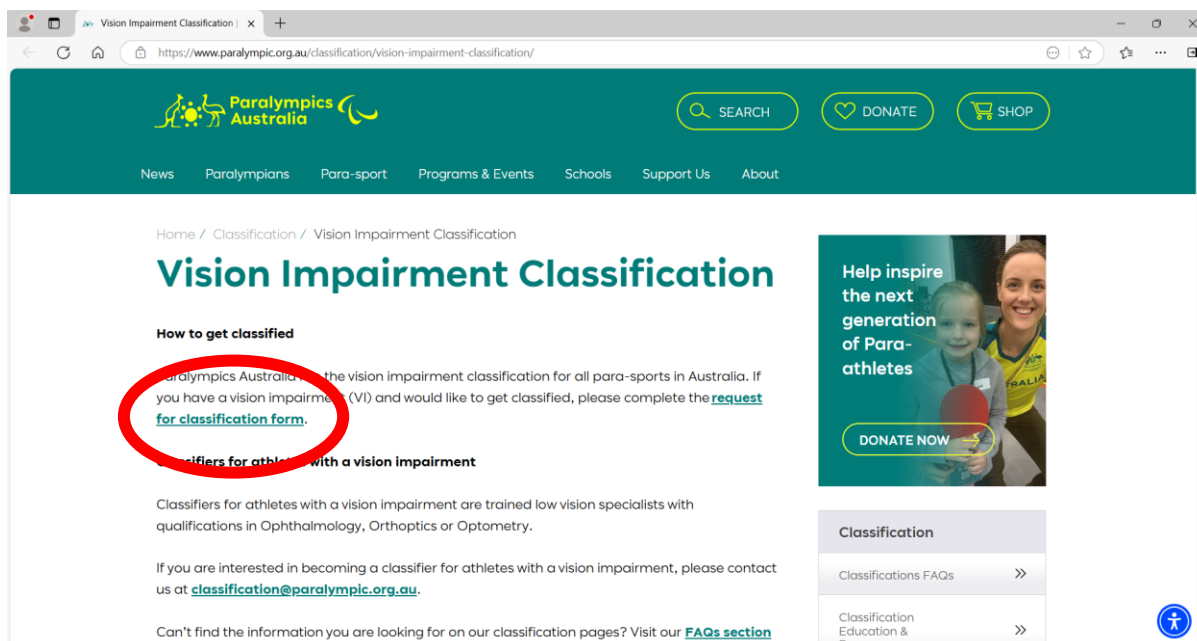 Vision Impairment Classification |
https://www.paralympic.org.au/classification/vision-impairment-classification/
Paralympics
Australia
SEARCH
DONATE
SHOP
News Paralympians Para-sport Programs & Events Schools Support Us About
Home / Classification / Vision Impairment Classification
Vision Impairment Classification
How to get classified
Paralympics Australia the vision impairment classification for all para-sports in Australia. If
you have a vision impairment (VI) and would like to get classified, please complete the request
for classification form.
Classifiers for athletes with a vision impairment
Classifiers for athletes with a vision impairment are trained low vision specialists with
qualifications in Ophthalmology, Orthoptics or Optometry.
If you are interested in becoming a classifier for athletes with a vision impairment, please contact
us at classification@paralympic.org.au.
Can't find the information you are looking for on our classification pages? Visit our FAQs section
Help inspire
the next
generation
of Para-
athletes
DONATE NOW
Classification
Classifications FAQs
Classification
Education &